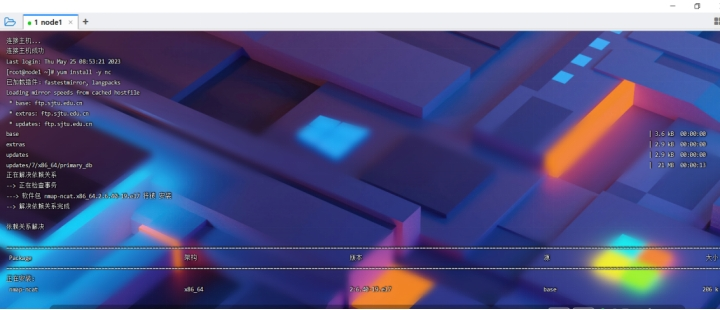 1 node1 × +
连接主机...
连接主机成功
Last login: Thu May 25 08:53:21 2023
[root@node1 ~]# yum install -y nc
已加载插件: fastestmirror, langpacks
Loading mirror speeds from cached hostfile
* base: ftp.sjtu.edu.cn
* extras: ftp.sjtu.edu.cn
* updates: ftp.sjtu.edu.cn
base | 3.6 kB 00:00:00
extras | 2.9 kB 00:00:00
updates | 2.9 kB 00:00:00
updates/7/x86_64/primary_db | 21 MB 00:00:13
正在解决依赖关系
--> 正在检查事务
---> 软件包 nmap-ncat.x86_64.2:6.40-19.el7 将被 安装
--> 解决依赖关系完成
依赖关系解决
Package 架构 版本 源 大小
正在安装:
nmap-ncat x86_64 2:6.40-19.el7 base 206 k